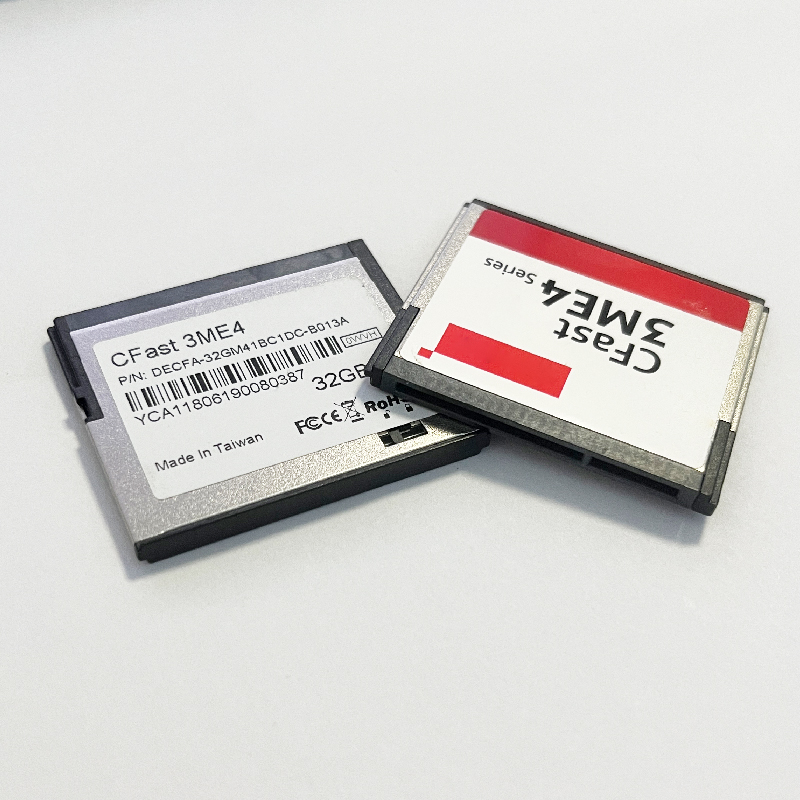 CFast 3ME4
P/N: DECFA-32GM41BC1DC-B013A
DWVH
YCA11806190080387
32GB
FC CE RoHS
Made In Taiwan
CFast
3ME4 Series